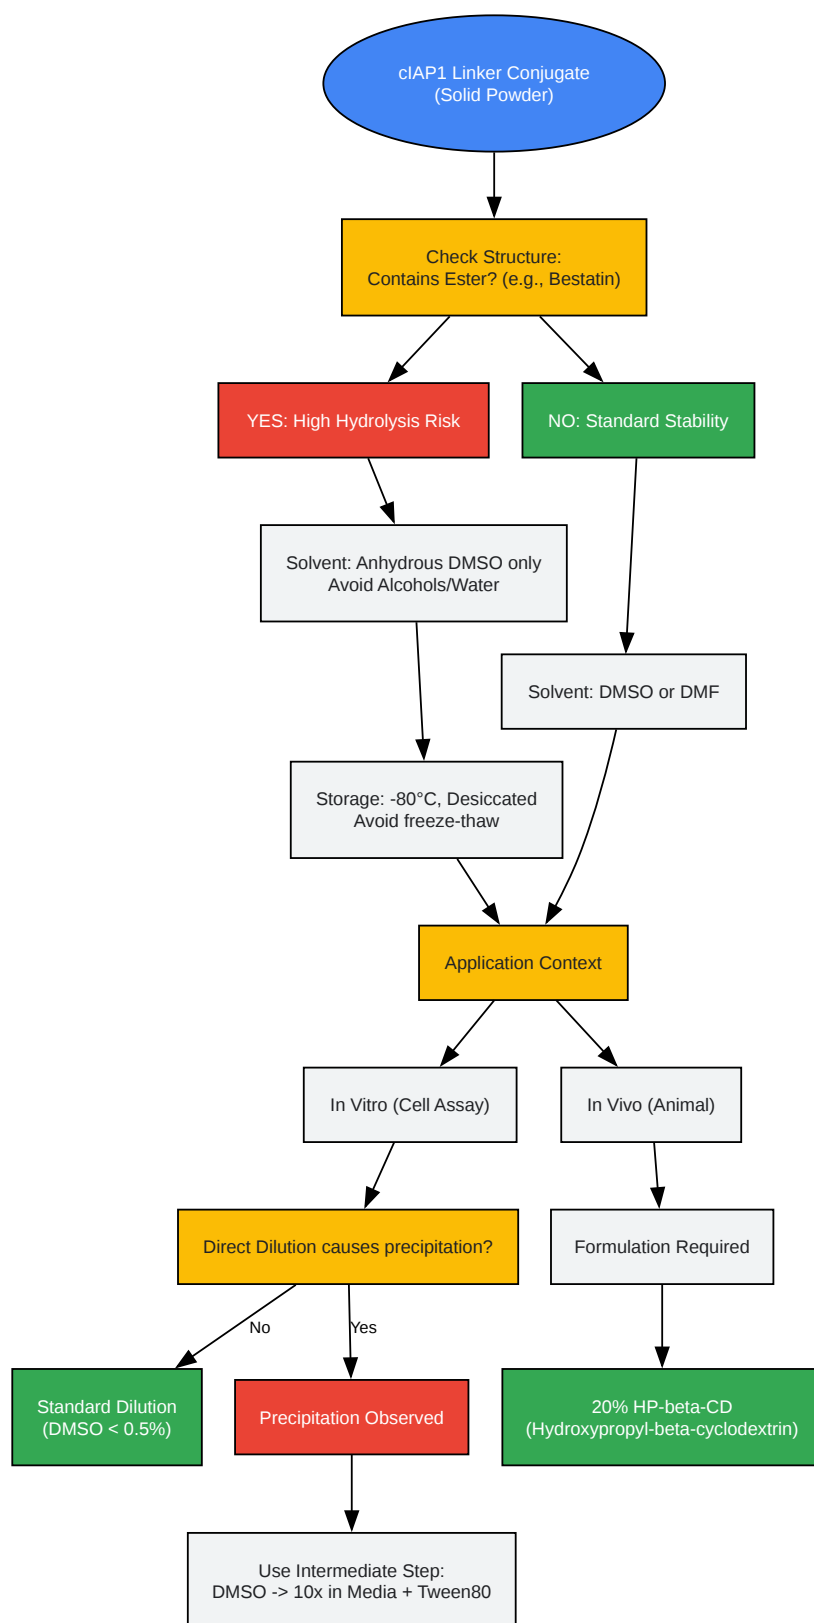 cIAP1 Linker Conjugate
(Solid Powder)
Check Structure:
Contains Ester? (e.g., Bestatin)
YES: High Hydrolysis Risk
NO: Standard Stability
Solvent: Anhydrous DMSO only
Avoid Alcohols/Water
Solvent: DMSO or DMF
Storage: -80°C, Desiccated
Avoid freeze-thaw
Application Context
In Vitro (Cell Assay)
In Vivo (Animal)
Direct Dilution causes precipitation?
Formulation Required
No
Yes
Standard Dilution
(DMSO < 0.5%)
Precipitation Observed
20% HP-beta-CD
(Hydroxypropyl-beta-cyclodextrin)
Use Intermediate Step:
DMSO -> 10x in Media + Tween80